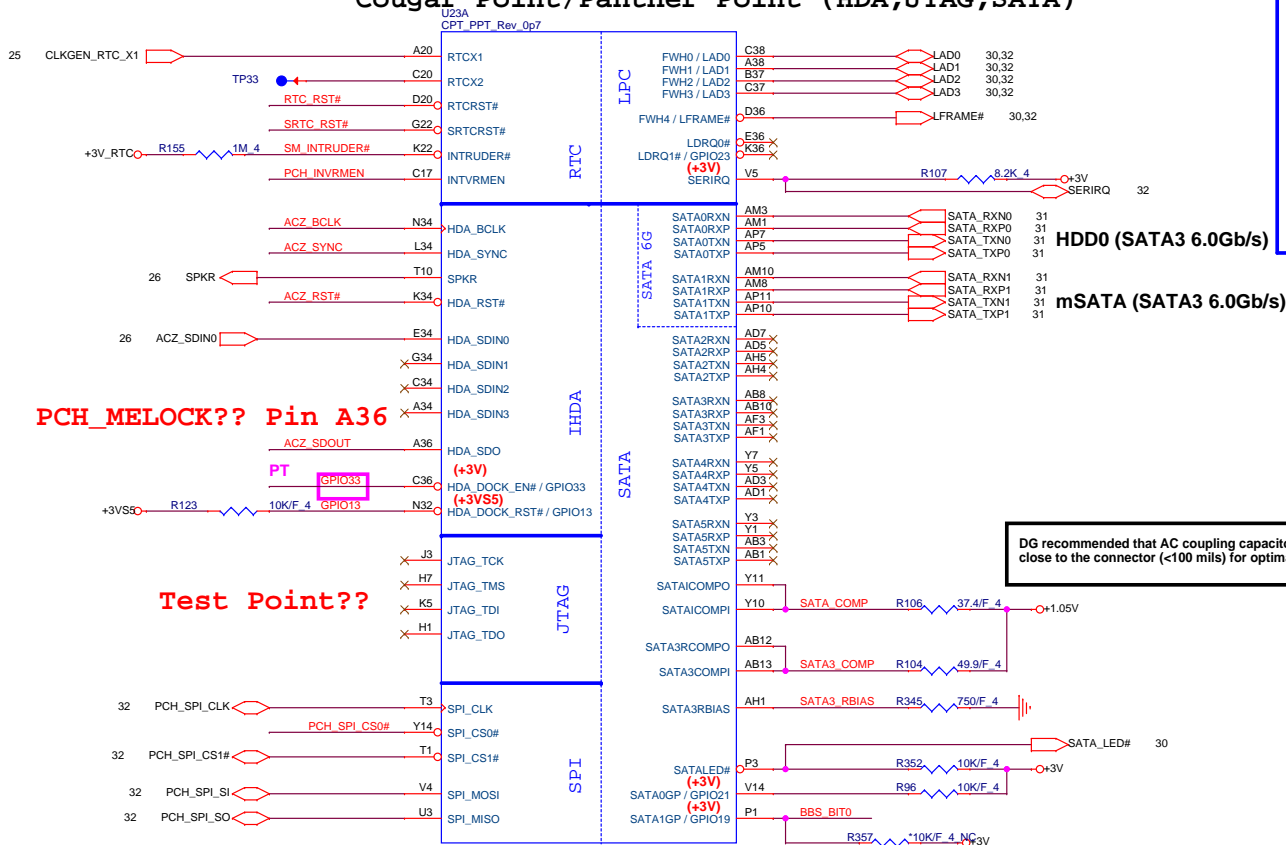 Cougar Point/Panther Point (HDA,JTAG,SATA)
U23A
CPT_PPT_Rev_0p7
25 CLKGEN_RTC_X1 A20 RTCX1
TP33 C20 RTCX2
RTC_RST# D20 RTCRST#
SRTC_RST# G22 SRTCRST#
+3V_RTC R155 1M_4 SM_INTRUDER# K22 INTRUDER#
PCH_INVRMEN C17 INTVRMEN
RTC
LPC
FWH0 / LAD0 C38 LAD0 30,32
FWH1 / LAD1 A38 LAD1 30,32
FWH2 / LAD2 B37 LAD2 30,32
FWH3 / LAD3 C37 LAD3 30,32
FWH4 / LFRAME# D36 LFRAME# 30,32
LDRQ0# E36
LDRQ1# / GPIO23 K36
(+3V)
SERIRQ V5 R107 8.2K_4 +3V
SERIRQ 32
ACZ_BCLK N34 HDA_BCLK
ACZ_SYNC L34 HDA_SYNC
26 SPKR T10 SPKR
ACZ_RST# K34 HDA_RST#
26 ACZ_SDIN0 E34 HDA_SDIN0
G34 HDA_SDIN1
C34 HDA_SDIN2
A34 HDA_SDIN3
PCH_MELOCK?? Pin A36
ACZ_SDOUT A36 HDA_SDO
(+3V)
PT GPIO33 C36 HDA_DOCK_EN# / GPIO33
(+3VS5)
+3VS5 R123 10K/F_4 GPIO13 N32 HDA_DOCK_RST# / GPIO13
IHDA
SATA 6G
SATA
SATA0RXN AM3 SATA_RXN0 31
SATA0RXP AM1 SATA_RXP0 31
SATA0TXN AP7 SATA_TXN0 31
SATA0TXP AP5 SATA_TXP0 31
HDD0 (SATA3 6.0Gb/s)
SATA1RXN AM10 SATA_RXN1 31
SATA1RXP AM8 SATA_RXP1 31
SATA1TXN AP11 SATA_TXN1 31
SATA1TXP AP10 SATA_TXP1 31
mSATA (SATA3 6.0Gb/s)
SATA2RXN AD7
SATA2RXP AD5
SATA2TXN AH5
SATA2TXP AH4
SATA3RXN AB8
SATA3RXP AB10
SATA3TXN AF3
SATA3TXP AF1
SATA4RXN Y7
SATA4RXP Y5
SATA4TXN AD3
SATA4TXP AD1
SATA5RXN Y3
SATA5RXP Y1
SATA5TXN AB3
SATA5TXP AB1
DG recommended that AC coupling
close to the connector (<100 mils) for
J3 JTAG_TCK
H7 JTAG_TMS
Test Point??
K5 JTAG_TDI
H1 JTAG_TDO
JTAG
SATAICOMPO Y11
SATAICOMPI Y10 SATA_COMP R106 37.4/F_4 +1.05V
SATA3RCOMPO AB12
SATA3COMPI AB13 SATA3_COMP R104 49.9/F_4
SATA3RBIAS AH1 SATA3_RBIAS R345 750/F_4
32 PCH_SPI_CLK T3 SPI_CLK
PCH_SPI_CS0# Y14 SPI_CS0#
32 PCH_SPI_CS1# T1 SPI_CS1#
32 PCH_SPI_SI V4 SPI_MOSI
32 PCH_SPI_SO U3 SPI_MISO
SPI
SATA_LED# 30
SATALED# P3 R352 10K/F_4 +3V
(+3V)
SATA0GP / GPIO21 V14 R96 10K/F_4
(+3V)
SATA1GP / GPIO19 P1 BBS_BIT0
R357 *10K/F_4_NC +3V